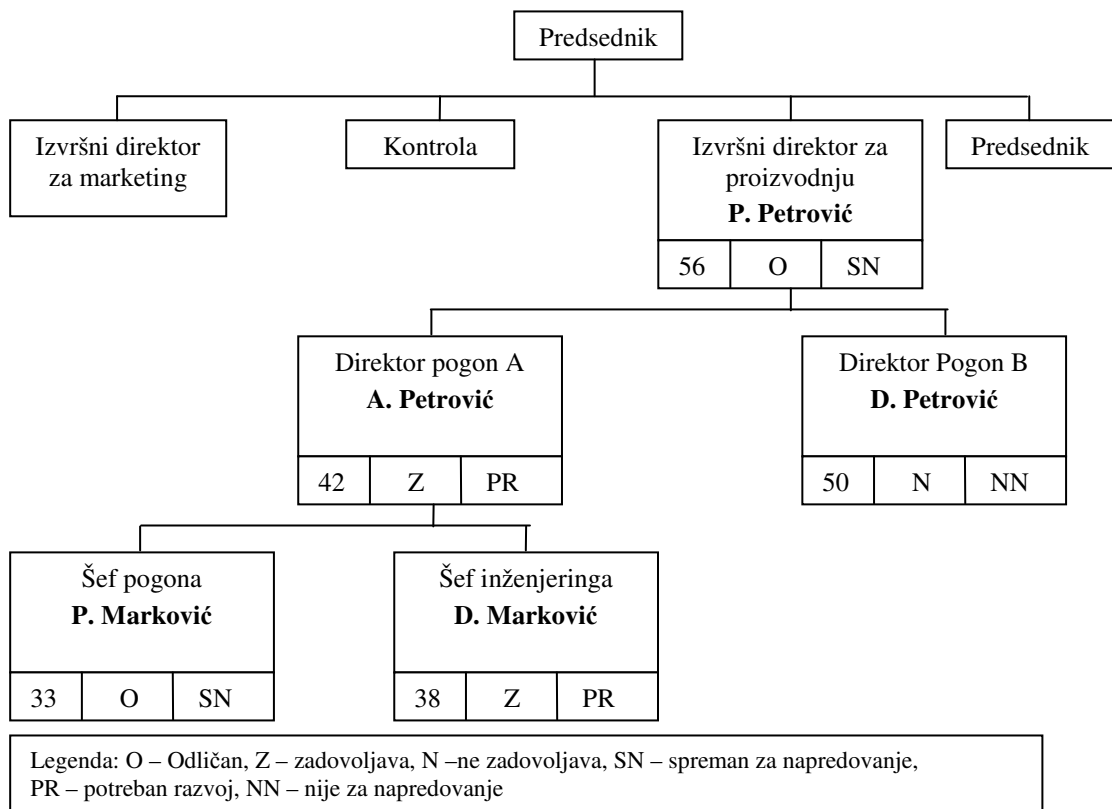 Predsednik
Izvršni direktor
za marketing
Kontrola
Izvršni direktor za
proizvodnju
P. Petrović
56 O SN
Predsednik
Direktor pogon A
A. Petrović
42 Z PR
Direktor Pogon B
D. Petrović
50 N NN
Šef pogona
P. Marković
33 O SN
Šef inženjeringa
D. Marković
38 Z PR
Legenda: O – Odličan, Z – zadovoljava, N –ne zadovoljava, SN – spreman za napredovanje,
PR – potreban razvoj, NN – nije za napredovanje